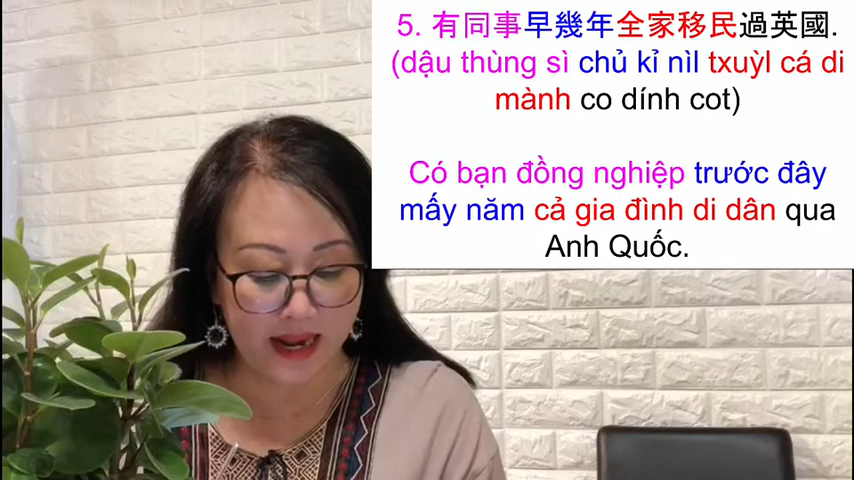 5. 有同事早幾年全家移民過英國.
(dậu thùng sì chủ kỉ nìl txuỳl cá di
mành co dính cot)
Có bạn đồng nghiệp trước đây
mấy năm cả gia đình di dân qua
Anh Quốc.